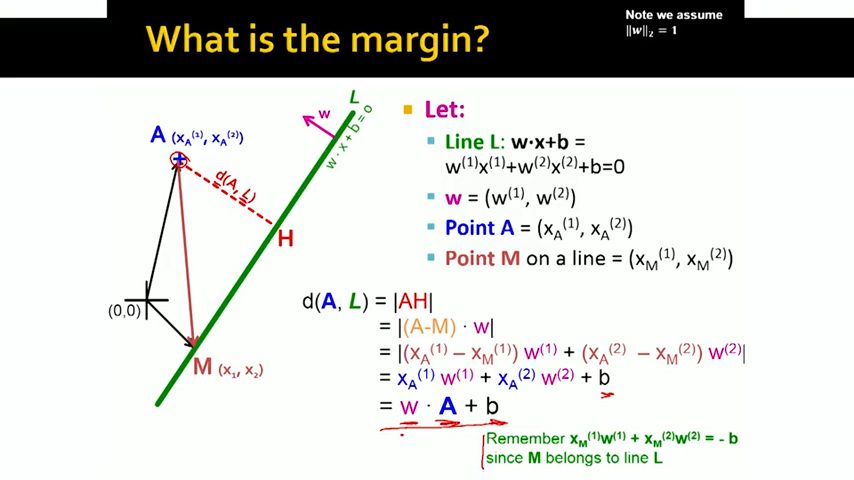 Note we assume
‖w‖₂ = 1
What is the margin?
L
w
w · x + b = 0
A (x_A⁽¹⁾, x_A⁽²⁾)
+
d(A, L)
H
(0,0)
M (x₁, x₂)
Let:
Line L: w·x+b =
w⁽¹⁾x⁽¹⁾+w⁽²⁾x⁽²⁾+b=0
w = (w⁽¹⁾, w⁽²⁾)
Point A = (x_A⁽¹⁾, x_A⁽²⁾)
Point M on a line = (x_M⁽¹⁾, x_M⁽²⁾)
d(A, L) = |AH|
= |(A-M) · w|
= |(x_A⁽¹⁾ – x_M⁽¹⁾) w⁽¹⁾ + (x_A⁽²⁾ – x_M⁽²⁾) w⁽²⁾|
= x_A⁽¹⁾ w⁽¹⁾ + x_A⁽²⁾ w⁽²⁾ + b
= w · A + b
Remember x_M⁽¹⁾w⁽¹⁾ + x_M⁽²⁾w⁽²⁾ = - b
since M belongs to line L